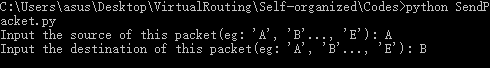 C:\Users\asus\Desktop\VirtualRouting\Self-organized\Codes>python SendP
acket.py
Input the source of this packet(eg: 'A', 'B'..., 'E'): A
Input the destination of this packet(eg: 'A', 'B'..., 'E'): B